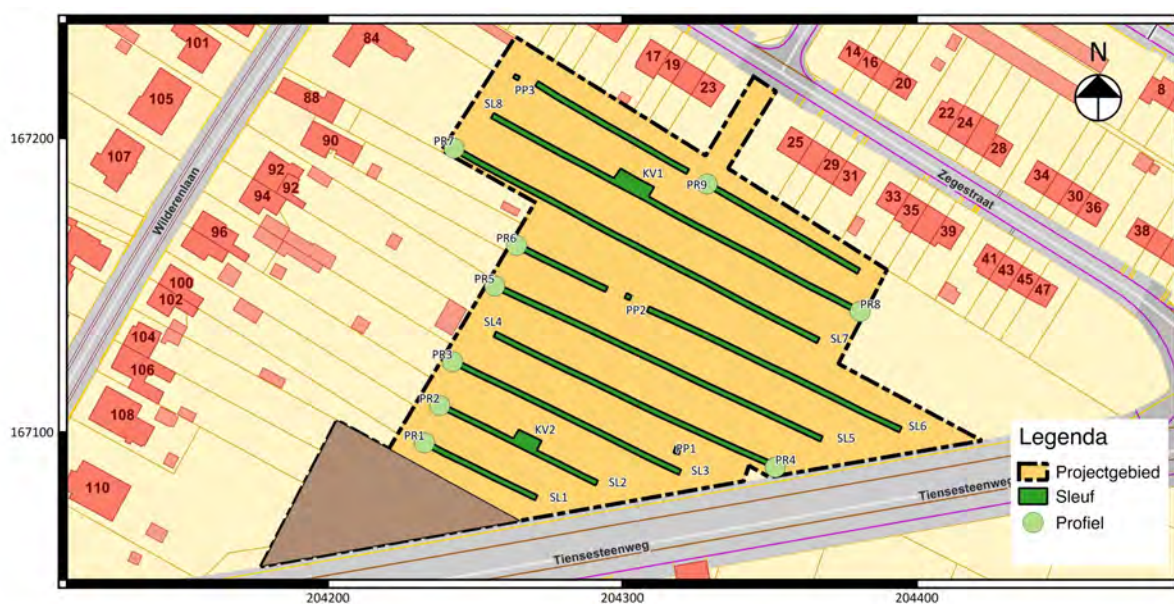 101
84
105
88
107
90
92
92
94
96
100
102
104
106
108
110
Wilderenlaan
17
19
23
14
16
20
22
24
28
8
25
29
31
34
30
36
33
35
39
38
41
43
45
47
Zegestraat
N
PP3
SL8
PR7
KV1
PR9
PR6
PR5
PP2
PR8
SL4
SL7
PR3
PR2
KV2
PR1
PP1
SL6
SL5
PR4
SL3
SL2
SL1
Tiensesteenweg
Tiensesteenweg
Legenda
Projectgebied
Sleuf
Profiel
167200
167100
204200
204300
204400